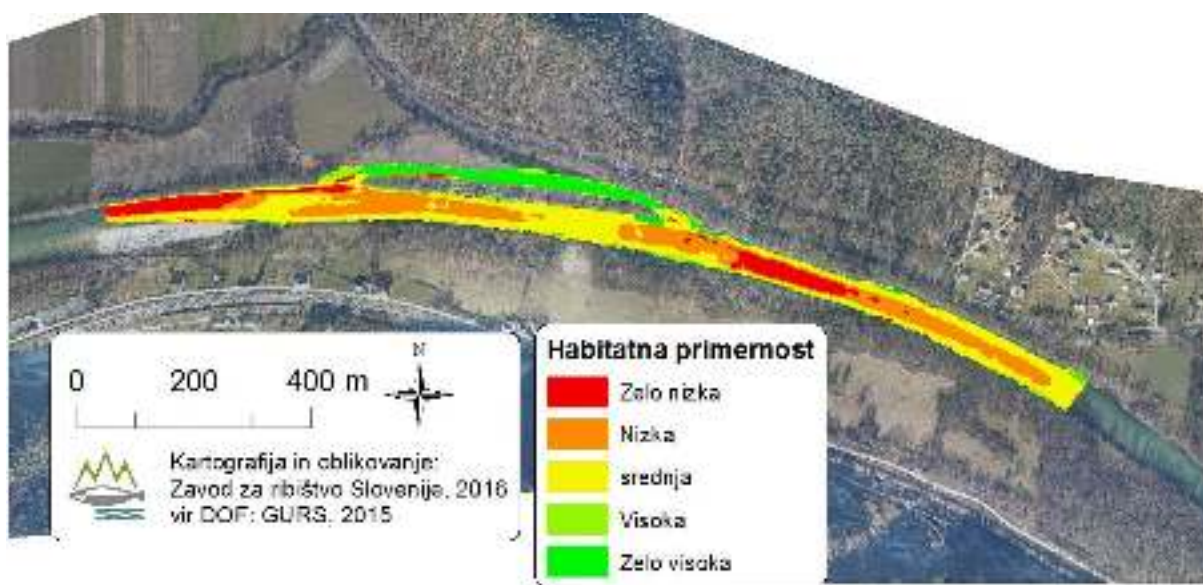 0 200 400 m
N
Kartografija in oblikovanje:
Zavod za ribištvo Slovenije, 2016
vir DOF: GURS, 2015
Habitatna primernost
Zelo nizka
Nizka
srednja
Visoka
Zelo visoka